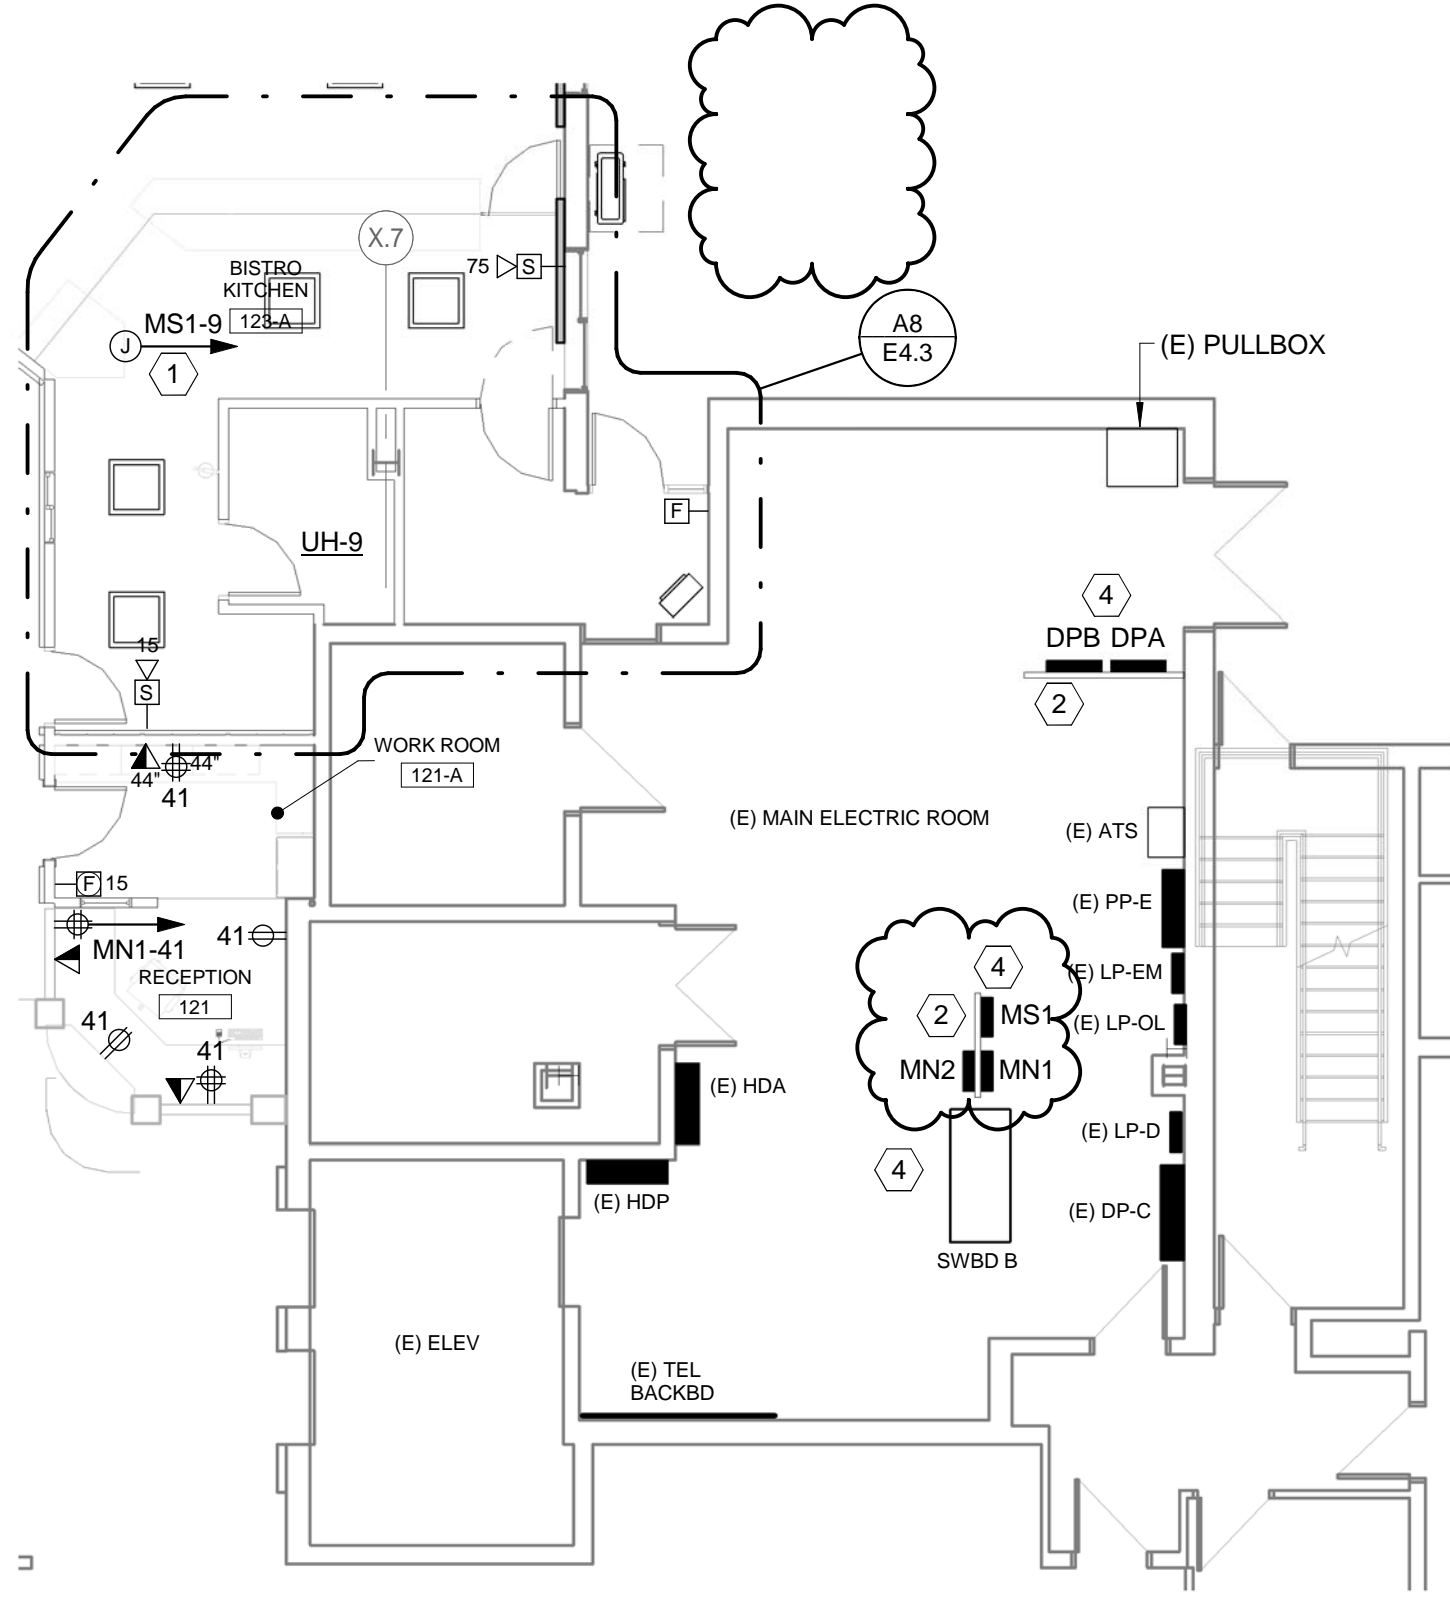 X.7
BISTRO
KITCHEN
123-A
75
S
MS1-9
J
1
A8
E4.3
(E) PULLBOX
F
UH-9
4
DPB DPA
2
15
S
WORK ROOM
121-A
44"
44"
41
(E) MAIN ELECTRIC ROOM
(E) ATS
F 15
(E) PP-E
41
MN1-41
4
(E) LP-EM
RECEPTION
121
2
MS1
(E) LP-OL
41
41
MN2
MN1
(E) HDA
(E) LP-D
4
(E) HDP
(E) DP-C
SWBD B
(E) ELEV
(E) TEL
BACKBD